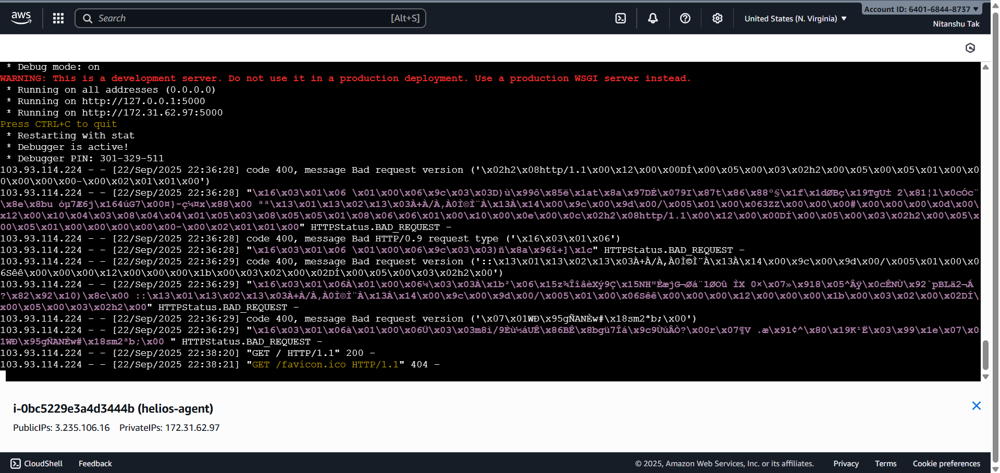 aws
Search
[Alt+S]
United States (N. Virginia)
Account ID: 6401-6844-8737
Nitanshu Tak
* Debug mode: on
WARNING: This is a development server. Do not use it in a production deployment. Use a production WSGI server instead.
* Running on all addresses (0.0.0.0)
* Running on http://127.0.0.1:5000
* Running on http://172.31.62.97:5000
Press CTRL+C to quit
* Restarting with stat
* Debugger is active!
* Debugger PIN: 301-329-511
103.93.114.224 - - [22/Sep/2025 22:36:28] code 400, message Bad request version ('\x02h2\x08http/1.1\x00\x12\x00\x00DÍ\x00\x05\x00\x03\x02h2\x00\x05\x00\x05\x01\x00\x0
0\x00\x00\x00-\x00\x02\x01\x01\x00')
103.93.114.224 - - [22/Sep/2025 22:36:28] "\x16\x03\x01\x06 \x01\x00\x06\x9c\x03\x03D)ù\x99ô\x85ë\x1at\x8a\x97DÉ\x079I\x87t\x86\x88º§\x1f\x1dØBç\x19TgU± 2\x81¦l\x0cóc¨
\x8e\x8bu óµ7Æ6j\x164úG7\x00¤}-ç¼¤x\x88\x00 ªª\x13\x01\x13\x02\x13\x03À+À/À,À0Ì©Ì¨À\x13À\x14\x00\x9c\x00\x9d\x00/\x005\x01\x00\x063ZZ\x00\x00\x00#\x00\x00\x00\x0d\x00\
x12\x00\x10\x04\x03\x08\x04\x04\x01\x05\x03\x08\x05\x05\x01\x08\x06\x06\x01\x00\x10\x00\x0e\x00\x0c\x02h2\x08http/1.1\x00\x12\x00\x00DÍ\x00\x05\x00\x03\x02h2\x00\x05\x
00\x05\x01\x00\x00\x00\x00\x00-\x00\x02\x01\x01\x00" HTTPStatus.BAD_REQUEST -
103.93.114.224 - - [22/Sep/2025 22:36:28] code 400, message Bad HTTP/0.9 request type ('\x16\x03\x01\x06')
103.93.114.224 - - [22/Sep/2025 22:36:28] "\x16\x03\x01\x06 \x01\x00\x06\x9c\x03\x03)ñ\x8a\x96î+]\x1c" HTTPStatus.BAD_REQUEST -
103.93.114.224 - - [22/Sep/2025 22:36:29] code 400, message Bad request version ('::\x13\x01\x13\x02\x13\x03À+À/À,À0Ì©Ì¨À\x13À\x14\x00\x9c\x00\x9d\x00/\x005\x01\x00\x0
6Sêê\x00\x00\x00\x12\x00\x00\x00\x1b\x00\x03\x02\x00\x02DÍ\x00\x05\x00\x03\x02h2\x00')
103.93.114.224 - - [22/Sep/2025 22:36:29] "\x16\x03\x01\x06À\x01\x00\x06¼\x03\x03À\x1b²\x06\x15z¾ÎîâèXý9Ç\x15NH"ÈæjG¬Øá¨1ØOû ÌX 0×\x07»\x918\x05^Âÿ\x0cÊNÙ\x92`pBLä2¬Á
?\x82\x92\x10)\x8c\x00 ::\x13\x01\x13\x02\x13\x03À+À/À,À0Ì©Ì¨À\x13À\x14\x00\x9c\x00\x9d\x00/\x005\x01\x00\x06Sêê\x00\x00\x00\x12\x00\x00\x00\x1b\x00\x03\x02\x00\x02DÍ\
x00\x05\x00\x03\x02h2\x00" HTTPStatus.BAD_REQUEST -
103.93.114.224 - - [22/Sep/2025 22:36:29] code 400, message Bad request version ('\x07\x01WÐ\x95gÑANÈw#\x18sm2ªb;\x00')
103.93.114.224 - - [22/Sep/2025 22:36:29] "\x16\x03\x01\x06à\x01\x00\x06Ü\x03\x03m8ì/9Èù½áUÊ\x86BÊ\x8bgü7Îá\x9c9ÙúÂÒ?\x00r\x07¶V .æ\x91¢^\x80\x19K¹Ë\x03\x99\x1e\x07\x0
1WÐ\x95gÑANÈw#\x18sm2ªb;\x00 " HTTPStatus.BAD_REQUEST -
103.93.114.224 - - [22/Sep/2025 22:38:20] "GET / HTTP/1.1" 200 -
103.93.114.224 - - [22/Sep/2025 22:38:21] "GET /favicon.ico HTTP/1.1" 404 -
i-0bc5229e3a4d3444b (helios-agent)
PublicIPs: 3.235.106.16 PrivateIPs: 172.31.62.97
CloudShell
Feedback
© 2025, Amazon Web Services, Inc. or its affiliates.
Privacy
Terms
Cookie preferences